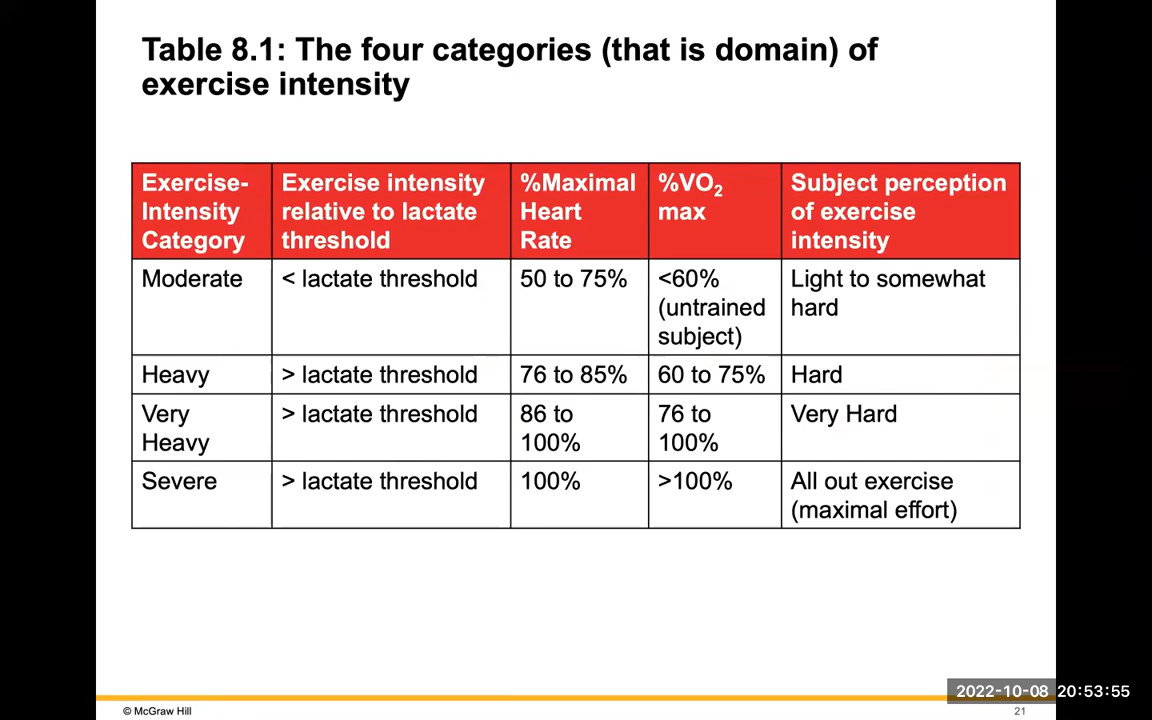 Table 8.1: The four categories (that is domain) of
exercise intensity
Exercise-
Intensity
Category
Exercise intensity
relative to lactate
threshold
%Maximal
Heart
Rate
%VO₂
max
Subject perception
of exercise
intensity
Moderate
< lactate threshold
50 to 75%
<60%
(untrained
subject)
Light to somewhat
hard
Heavy
> lactate threshold
76 to 85%
60 to 75%
Hard
Very
Heavy
> lactate threshold
86 to
100%
76 to
100%
Very Hard
Severe
> lactate threshold
100%
>100%
All out exercise
(maximal effort)
2022-10-08 20:53:55
© McGraw Hill
21